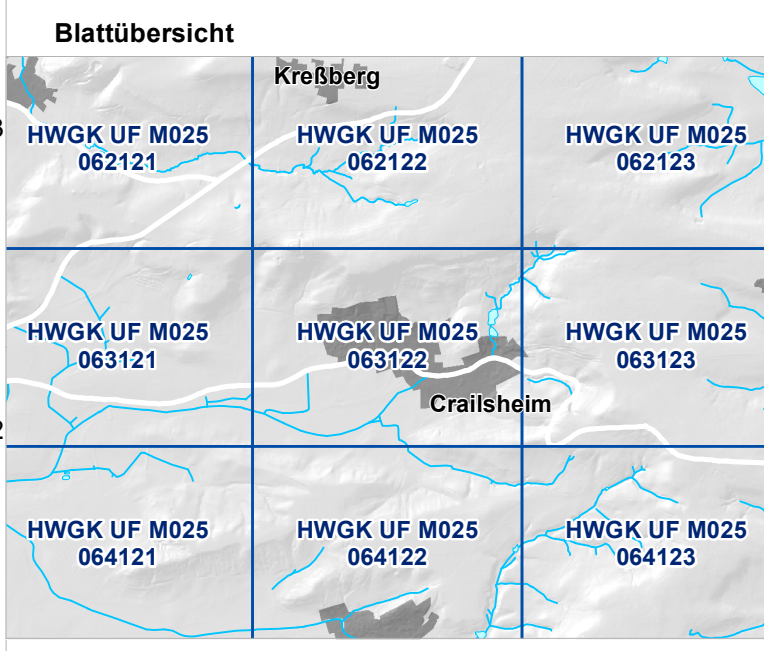 Blattübersicht
Kreßberg
3
HWGK UF M025
062121
HWGK UF M025
062122
HWGK UF M025
062123
HWGK UF M025
063121
HWGK UF M025
063122
HWGK UF M025
063123
Crailsheim
2
HWGK UF M025
064121
HWGK UF M025
064122
HWGK UF M025
064123